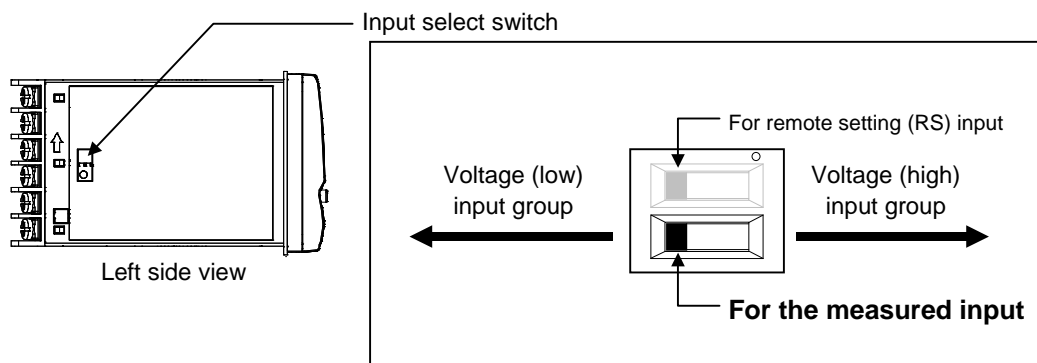 Input select switch
For remote setting (RS) input
Voltage (low)
input group
Voltage (high)
input group
Left side view
For the measured input